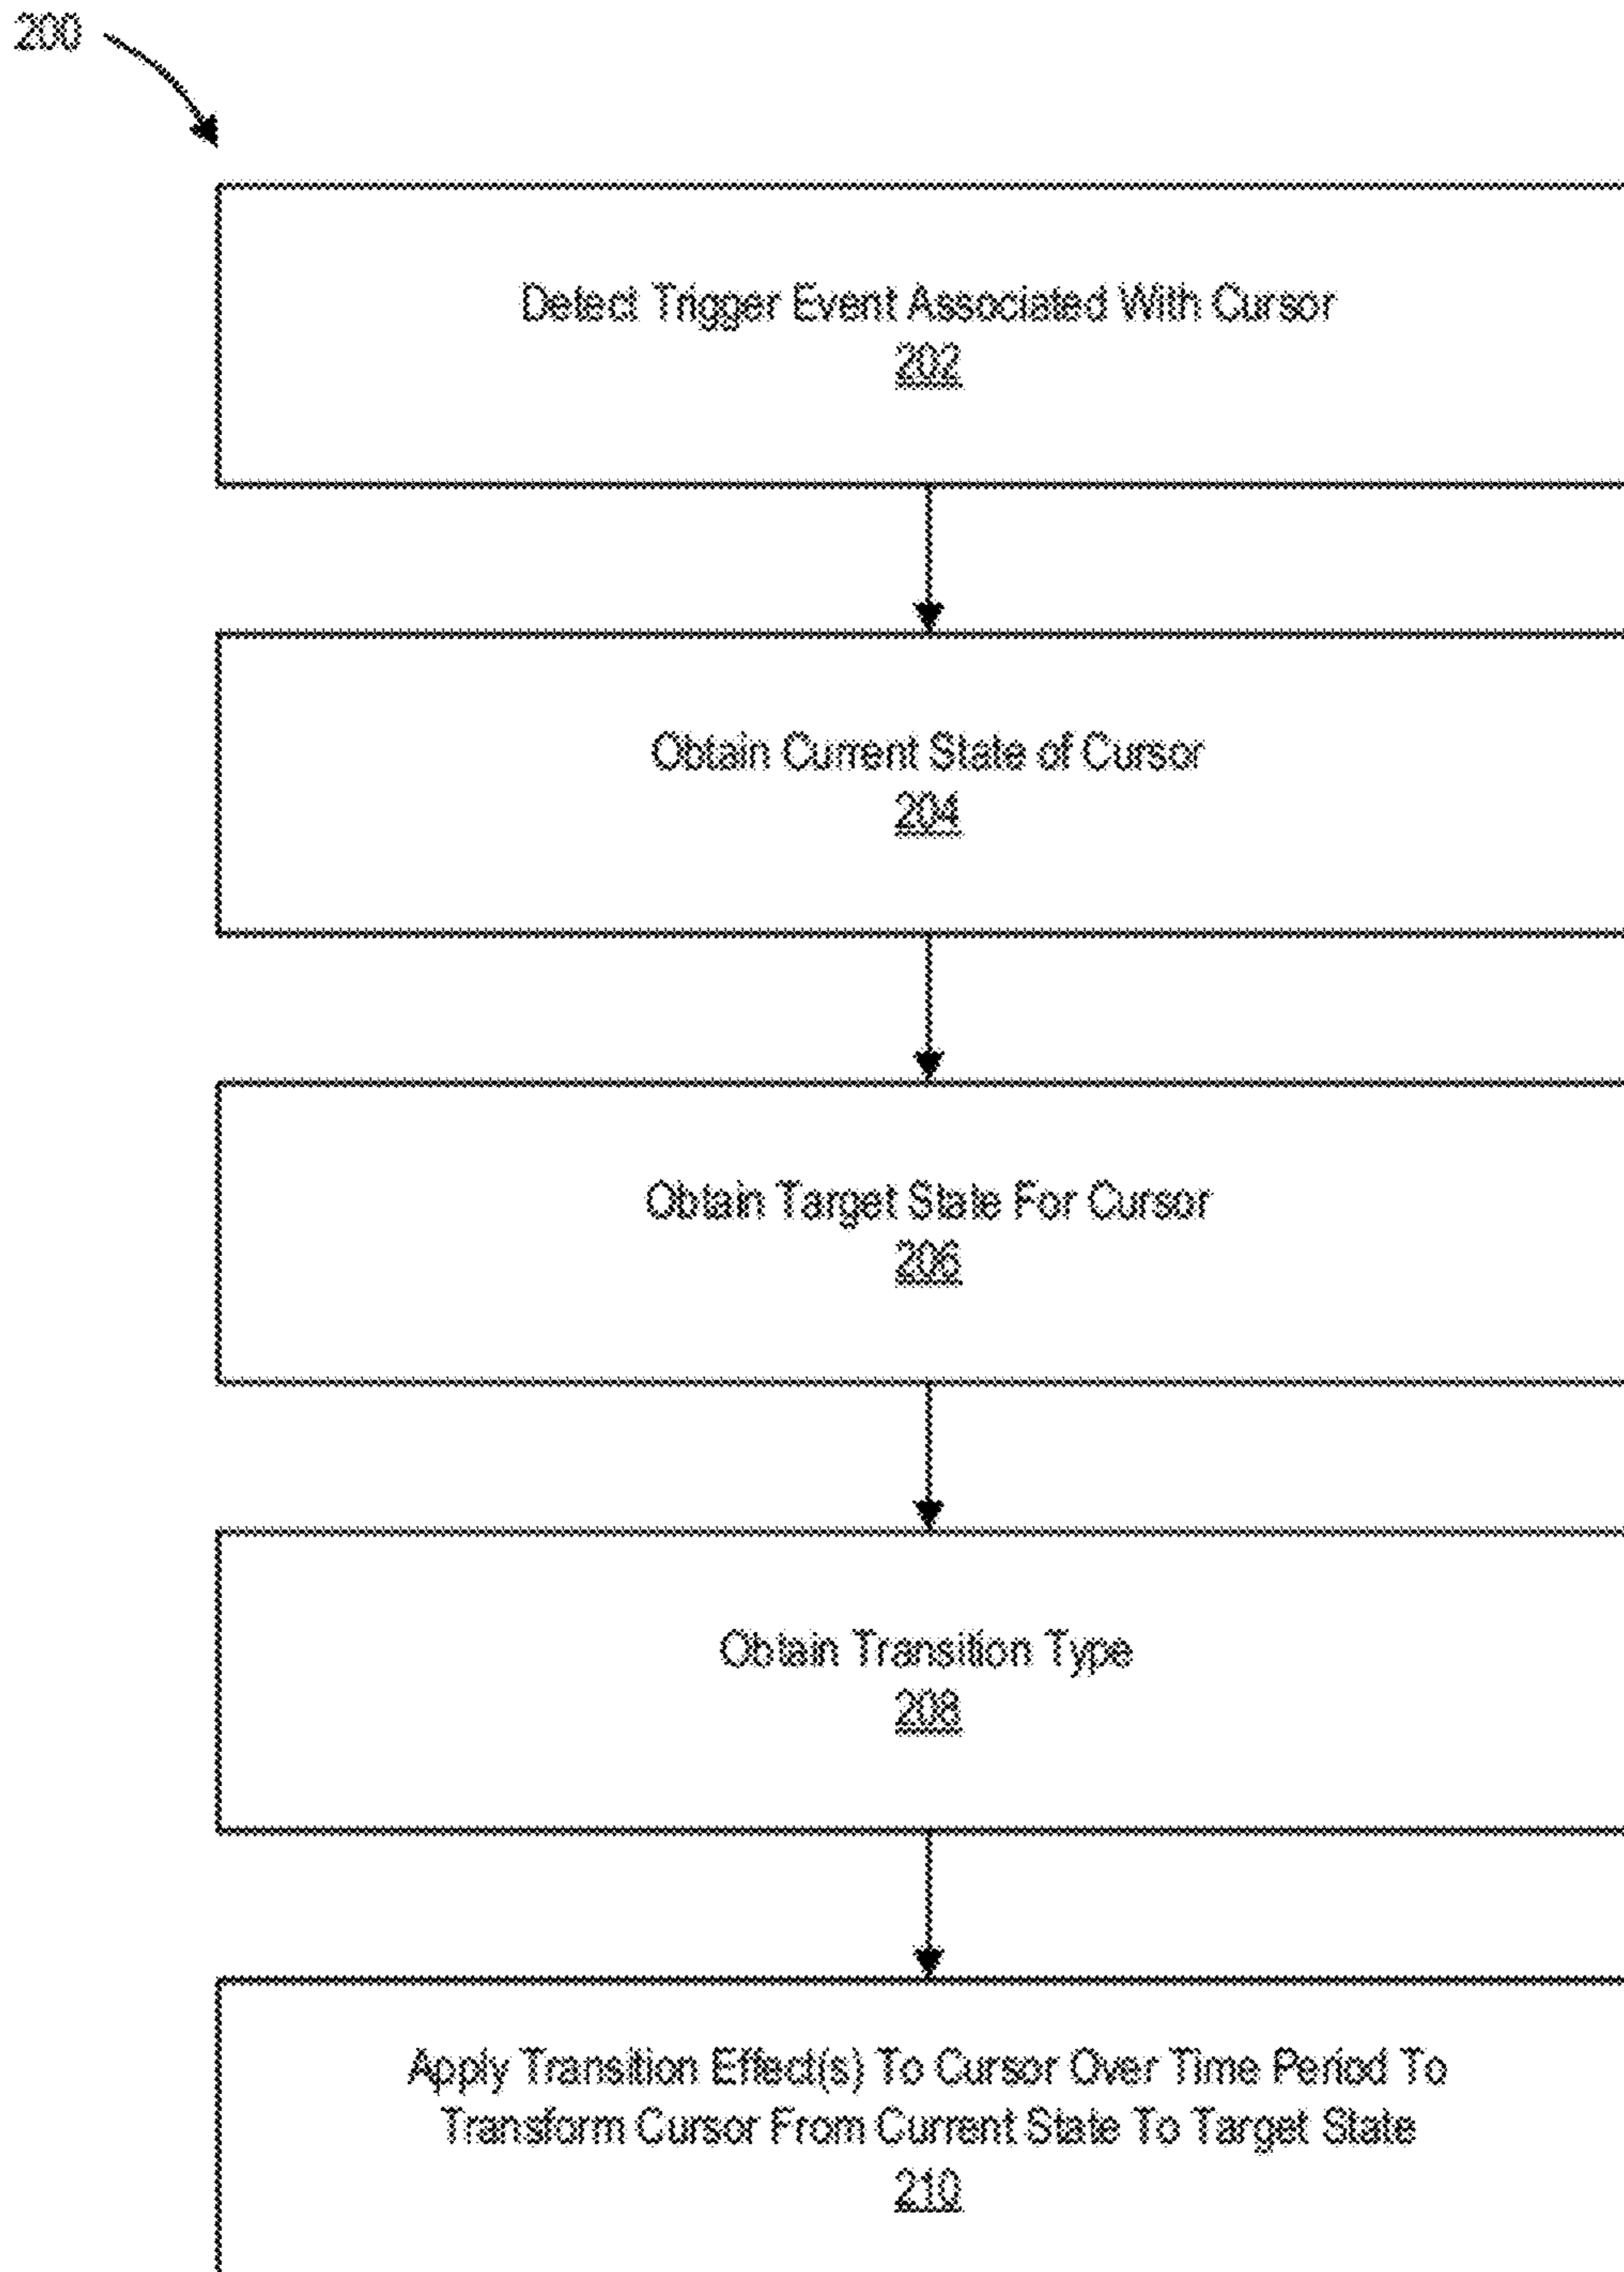 200
Detect Trigger Event Associated With Cursor
202
Obtain Current State of Cursor
204
Obtain Target State For Cursor
206
Obtain Transition Type
208
Apply Transition Effect(s) To Cursor Over Time Period To
Transform Cursor From Current State To Target State
210